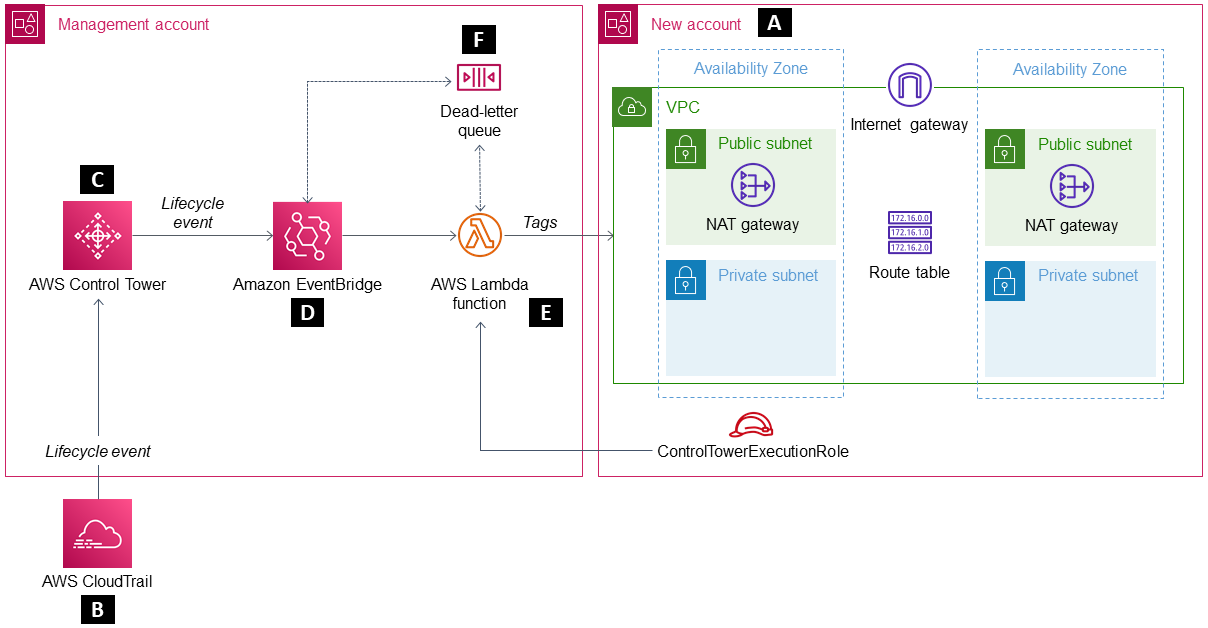 Management account
F
Dead-letter
queue
C
Lifecycle
event
AWS Control Tower
Amazon EventBridge
D
AWS Lambda
function
E
Tags
Lifecycle event
AWS CloudTrail
B
New account
A
Availability Zone
Availability Zone
VPC
Internet gateway
Public subnet
NAT gateway
Public subnet
NAT gateway
172.16.0.0
172.16.1.0
172.16.2.0
Route table
Private subnet
Private subnet
ControlTowerExecutionRole